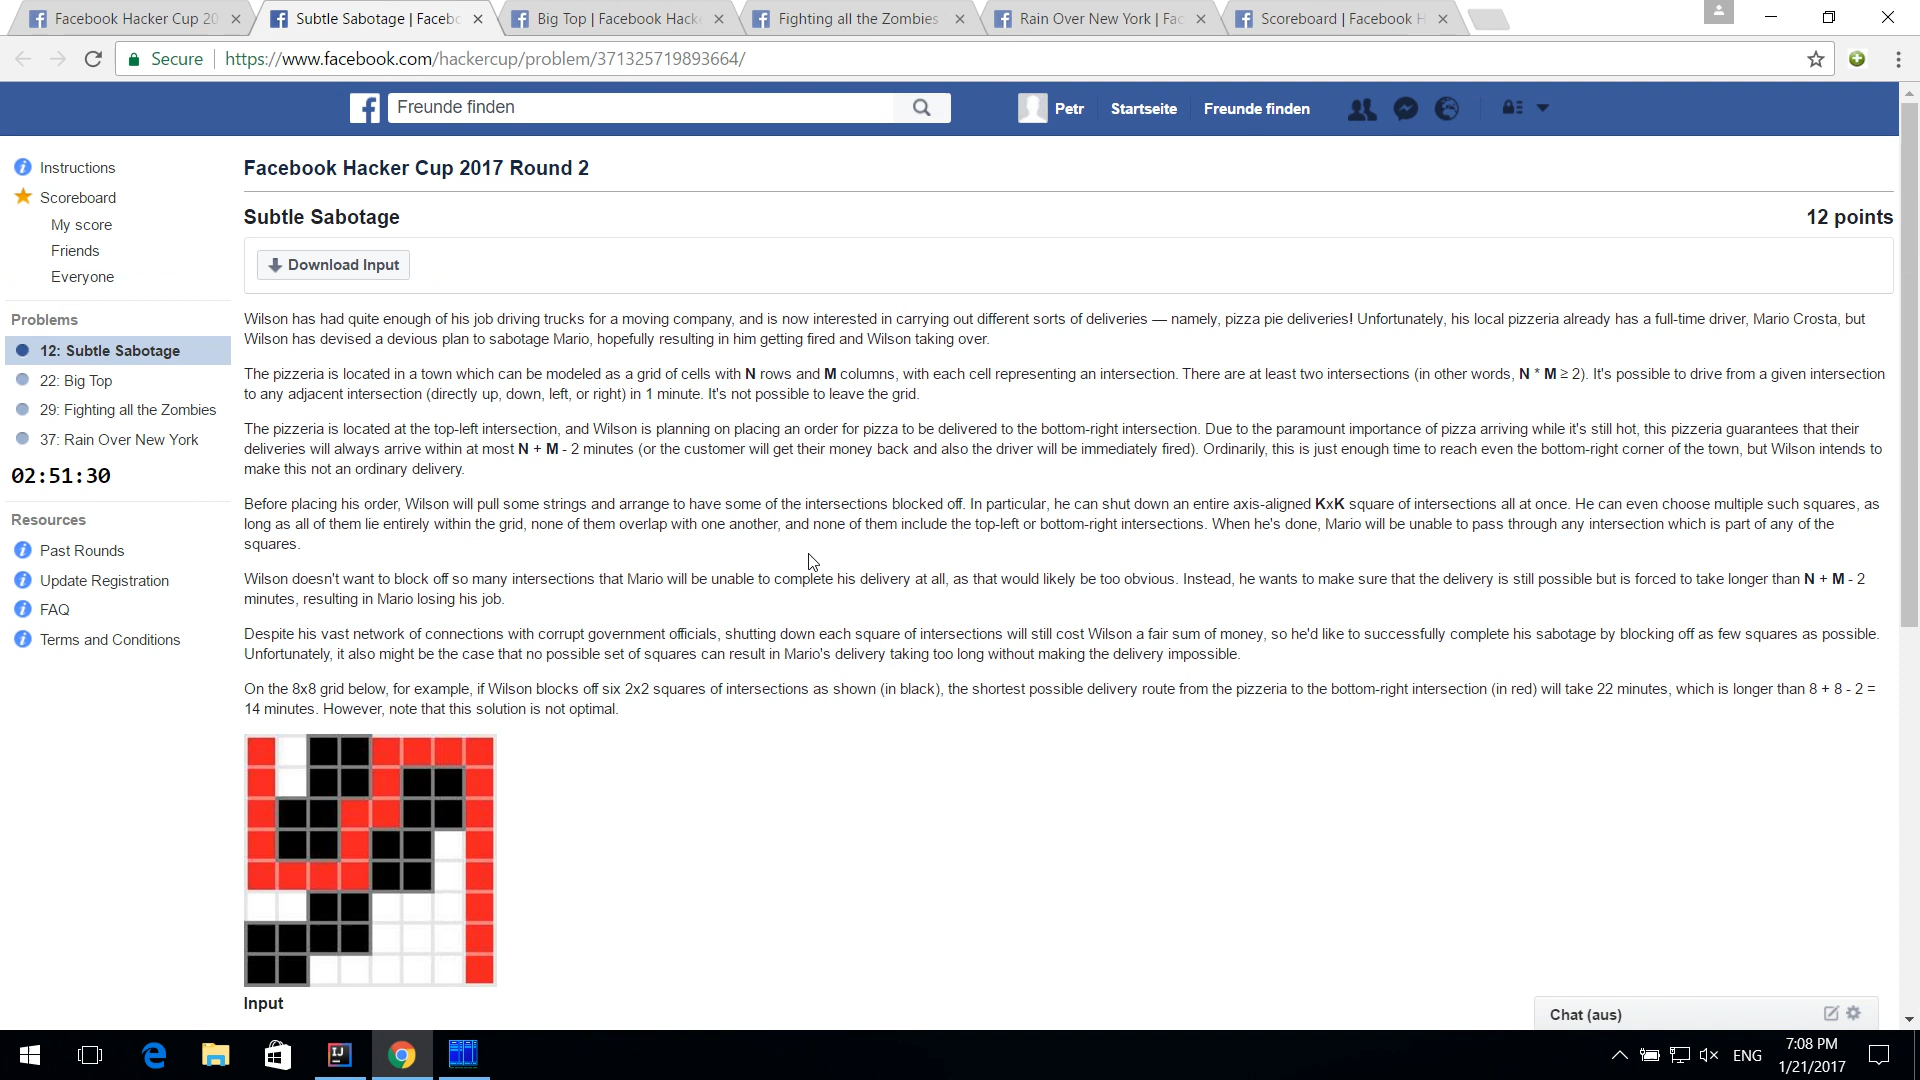 Facebook Hacker Cup 20
Subtle Sabotage | Facebo
Big Top | Facebook Hack
Fighting all the Zombies
Rain Over New York | Fac
Scoreboard | Facebook H
Secure
https://www.facebook.com/hackercup/problem/371325719893664/
Freunde finden
Petr
Startseite
Freunde finden
Instructions
Scoreboard
My score
Friends
Everyone
Problems
12: Subtle Sabotage
22: Big Top
29: Fighting all the Zombies
37: Rain Over New York
02:51:30
Resources
Past Rounds
Update Registration
FAQ
Terms and Conditions
Facebook Hacker Cup 2017 Round 2
Subtle Sabotage
12 points
Download Input
Wilson has had quite enough of his job driving trucks for a moving company, and is now interested in carrying out different sorts of deliveries — namely, pizza pie deliveries! Unfortunately, his local pizzeria already has a full-time driver, Mario Crosta, but
Wilson has devised a devious plan to sabotage Mario, hopefully resulting in him getting fired and Wilson taking over.
The pizzeria is located in a town which can be modeled as a grid of cells with N rows and M columns, with each cell representing an intersection. There are at least two intersections (in other words, N * M ≥ 2). It's possible to drive from a given intersection
to any adjacent intersection (directly up, down, left, or right) in 1 minute. It's not possible to leave the grid.
The pizzeria is located at the top-left intersection, and Wilson is planning on placing an order for pizza to be delivered to the bottom-right intersection. Due to the paramount importance of pizza arriving while it's still hot, this pizzeria guarantees that their
deliveries will always arrive within at most N + M - 2 minutes (or the customer will get their money back and also the driver will be immediately fired). Ordinarily, this is just enough time to reach even the bottom-right corner of the town, but Wilson intends to
make this not an ordinary delivery.
Before placing his order, Wilson will pull some strings and arrange to have some of the intersections blocked off. In particular, he can shut down an entire axis-aligned KxK square of intersections all at once. He can even choose multiple such squares, as
long as all of them lie entirely within the grid, none of them overlap with one another, and none of them include the top-left or bottom-right intersections. When he's done, Mario will be unable to pass through any intersection which is part of any of the
squares.
Wilson doesn't want to block off so many intersections that Mario will be unable to complete his delivery at all, as that would likely be too obvious. Instead, he wants to make sure that the delivery is still possible but is forced to take longer than N + M - 2
minutes, resulting in Mario losing his job.
Despite his vast network of connections with corrupt government officials, shutting down each square of intersections will still cost Wilson a fair sum of money, so he'd like to successfully complete his sabotage by blocking off as few squares as possible.
Unfortunately, it also might be the case that no possible set of squares can result in Mario's delivery taking too long without making the delivery impossible.
On the 8x8 grid below, for example, if Wilson blocks off six 2x2 squares of intersections as shown (in black), the shortest possible delivery route from the pizzeria to the bottom-right intersection (in red) will take 22 minutes, which is longer than 8 + 8 - 2 =
14 minutes. However, note that this solution is not optimal.
Input
Chat (aus)
IJ
ENG
7:08 PM
1/21/2017